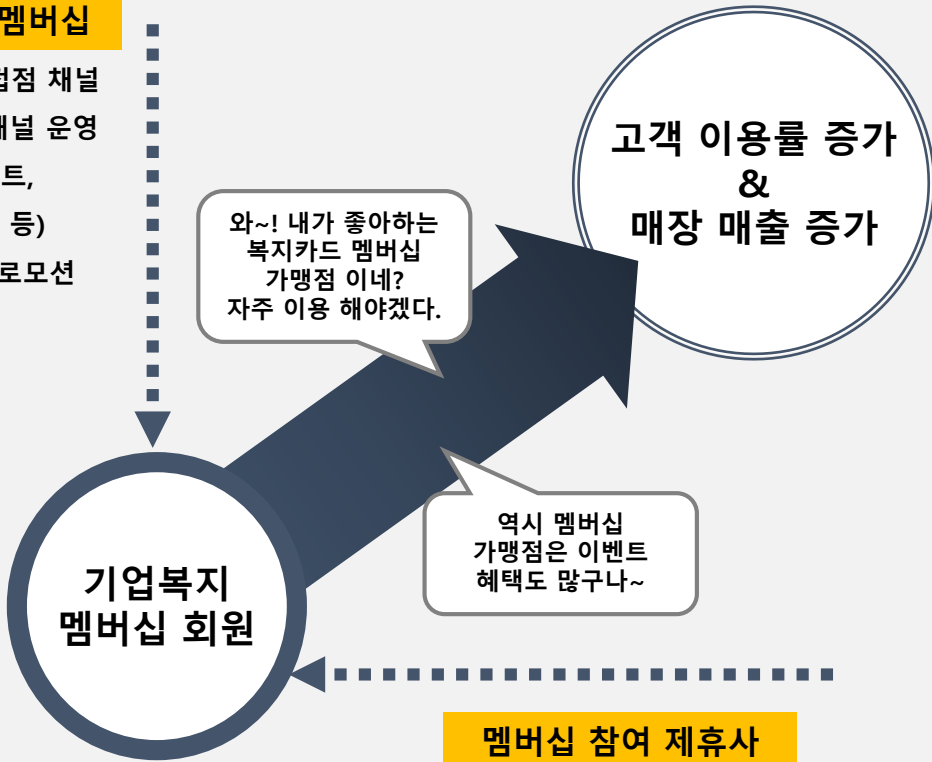 멤버십
접점 채널
채널 운영
트,
등)
로모션
고객 이용률 증가
&
매장 매출 증가
와~! 내가 좋아하는
복지카드 멤버십
가맹점 이네?
자주 이용 해야겠다.
역시 멤버십
가맹점은 이벤트
혜택도 많구나~
기업복지
멤버십 회원
멤버십 참여 제휴사